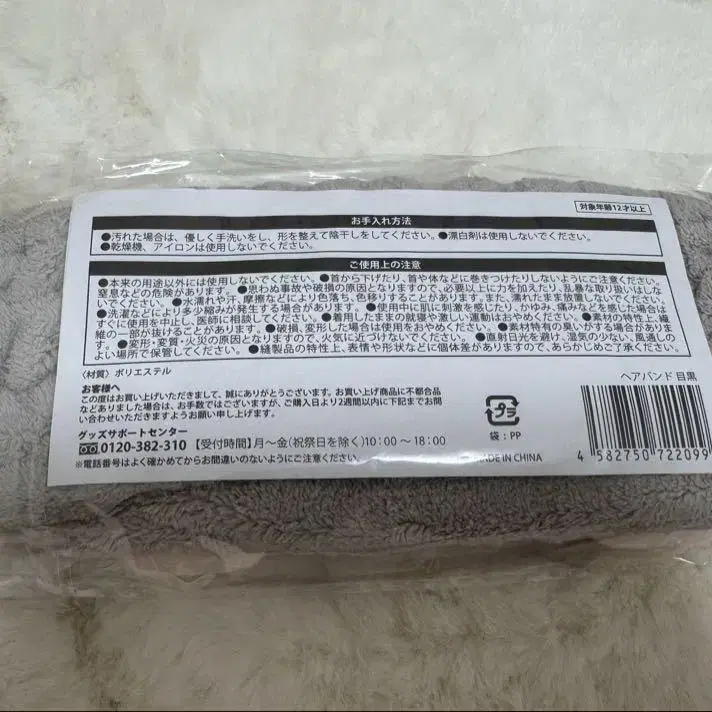 対象年齢12才以上
お手入れ方法
●汚れた場合は、優しく手洗いをし、形を整えて陰干しをしてください。●漂白剤は使用しないでください。
●乾燥機、アイロンは使用しないでください。
ご使用上の注意
●本来の用途以外には使用しないでください。●首から下げたり、首や体などに巻きつけたりしないようにご注意ください。
窒息などの危険があります。●思わぬ事故や破損の原因となりますので、必要以上に力を加えたり、乱暴な取り扱いはしな
いでください。●水濡れや汗、摩擦などにより色落ち、色移りすることがあります。また、濡れたまま放置しないでください。
●洗濯などにより多少縮みが発生する場合があります。●使用中に肌に刺激を感じたり、かゆみ、痛みなどを感じた場合は
すぐに使用を中止し、医師に相談してください。●着用したままの就寝や激しい運動はおやめください。●素材の特性上、繊
維の一部が抜けることがあります。●破損、変形した場合は使用をおやめください。●素材特有の臭いがする場合がありま
す。●変形・変質・火災の原因となりますので、火気に近づけないでください。●直射日光を避け、湿気の少ない、風通しの
よい場所で保管してください。●縫製品の特性上、表情や形状などに個体差がありますので、あらかじめご了承ください。
〈材質〉ポリエステル
お客様へ
この度はお買い上げいただきまして、誠にありがとうございます。お買い上げ商品に不都合品
などありました場合は、お手数ではございますが、ご購入日より2週間以内に下記までお問
い合わせいただきますようお願い申し上げます。
グッズサポートセンター
0120-382-310 【受付時間】月～金(祝祭日を除く)10:00～18:00
※電話番号はよく確かめてからお間違いのないようにご注意ください。
プラ
袋:PP
MADE IN CHINA
ヘアバンド 目黒
4 582750 722099